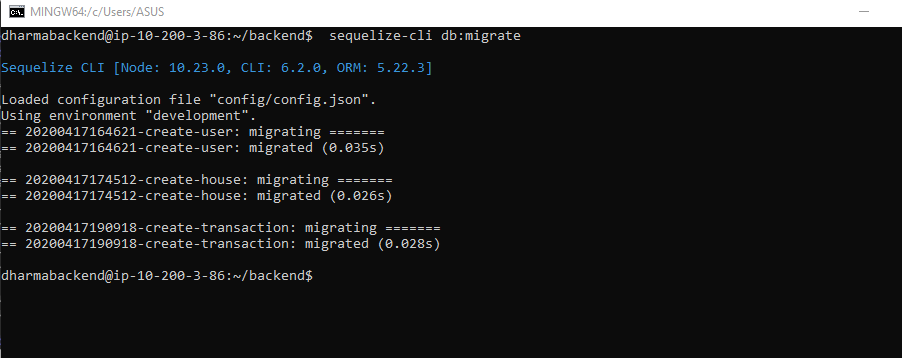 MINGW64:/c/Users/ASUS
dharmabackend@ip-10-200-3-86:~/backend$  sequelize-cli db:migrate
Sequelize CLI [Node: 10.23.0, CLI: 6.2.0, ORM: 5.22.3]
Loaded configuration file "config/config.json".
Using environment "development".
== 20200417164621-create-user: migrating =======
== 20200417164621-create-user: migrated (0.035s)
== 20200417174512-create-house: migrating =======
== 20200417174512-create-house: migrated (0.026s)
== 20200417190918-create-transaction: migrating =======
== 20200417190918-create-transaction: migrated (0.028s)
dharmabackend@ip-10-200-3-86:~/backend$